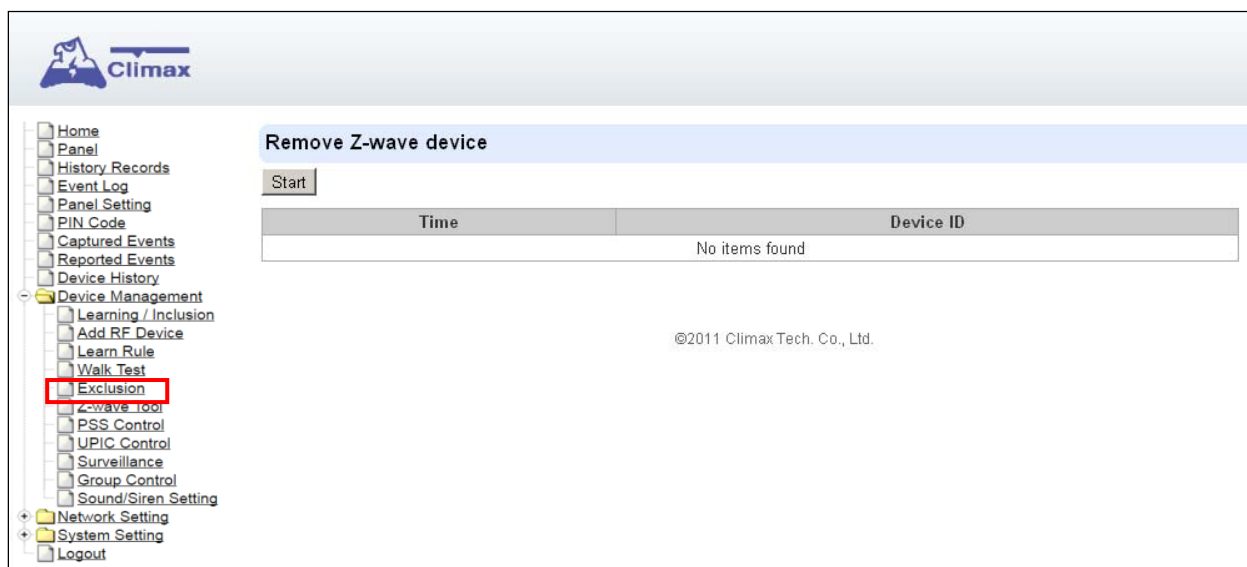 Climax
Home
Panel
History Records
Event Log
Panel Setting
PIN Code
Captured Events
Reported Events
Device History
Device Management
Learning / Inclusion
Add RF Device
Learn Rule
Walk Test
Exclusion
Z-wave Tool
PSS Control
UPIC Control
Surveillance
Group Control
Sound/Siren Setting
Network Setting
System Setting
Logout
Remove Z-wave device
Start
Time Device ID
No items found
©2011 Climax Tech. Co., Ltd.